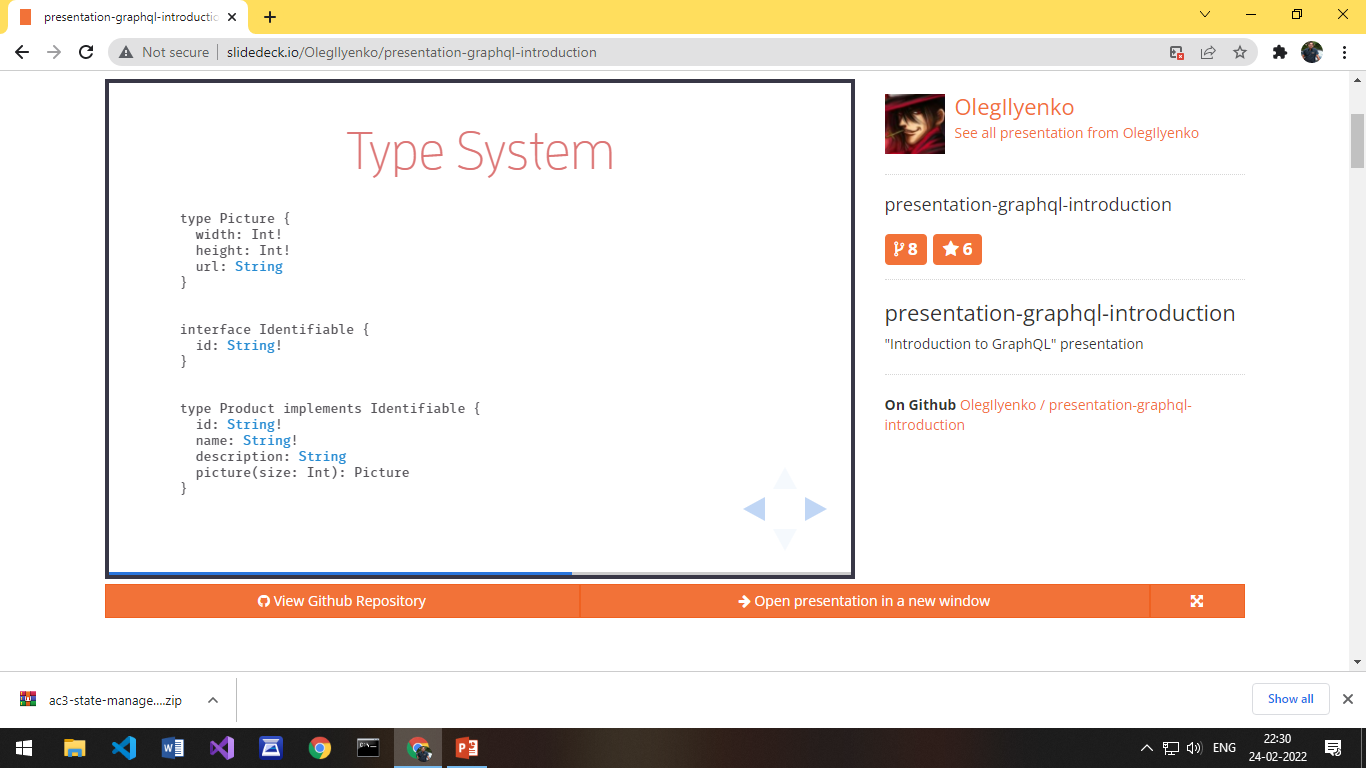 presentation-graphql-introductic
Not secure
slidedeck.io/OlegIlyenko/presentation-graphql-introduction
Type System
type Picture {
  width: Int!
  height: Int!
  url: String
}
interface Identifiable {
  id: String!
}
type Product implements Identifiable {
  id: String!
  name: String!
  description: String
  picture(size: Int): Picture
}
OlegIlyenko
See all presentation from OlegIlyenko
presentation-graphql-introduction
8 6
presentation-graphql-introduction
"Introduction to GraphQL" presentation
On Github OlegIlyenko / presentation-graphql-
introduction
View Github Repository
Open presentation in a new window
ac3-state-manage....zip
Show all
ENG
22:30
24-02-2022